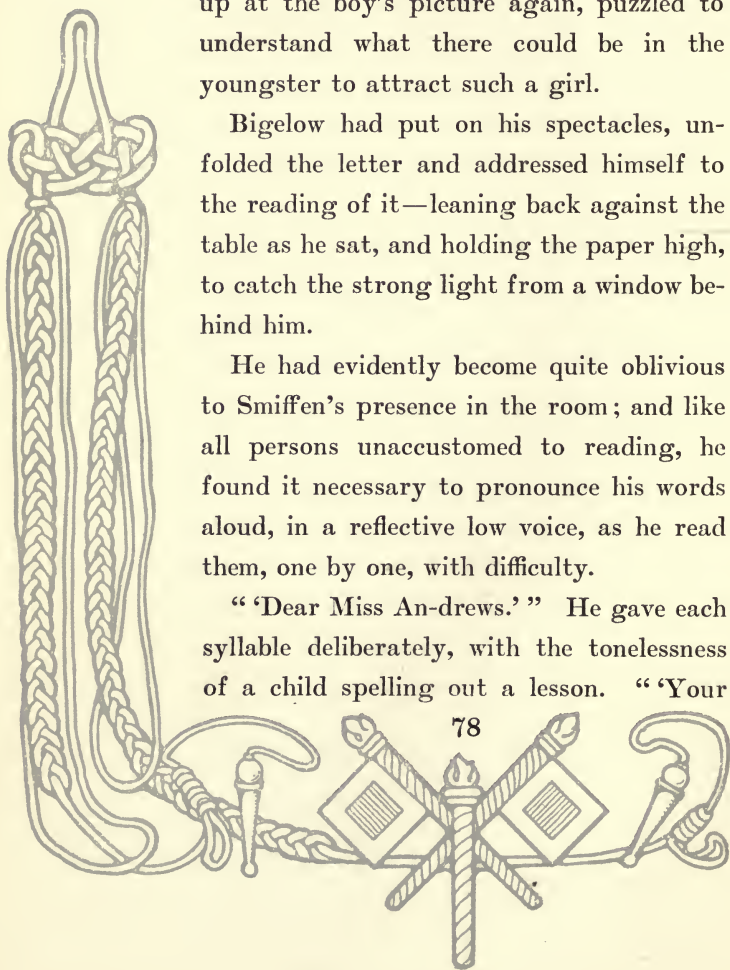 up at the boy's picture again, puzzled to
understand what there could be in the
youngster to attract such a girl.
Bigelow had put on his spectacles, un-
folded the letter and addressed himself to
the reading of it—leaning back against the
table as he sat, and holding the paper high,
to catch the strong light from a window be-
hind him.
He had evidently become quite oblivious
to Smiffen's presence in the room; and like
all persons unaccustomed to reading, he
found it necessary to pronounce his words
aloud, in a reflective low voice, as he read
them, one by one, with difficulty.
“ ‘Dear Miss An-drews.’ ” He gave each
syllable deliberately, with the tonelessness
of a child spelling out a lesson. “ ‘Your
78